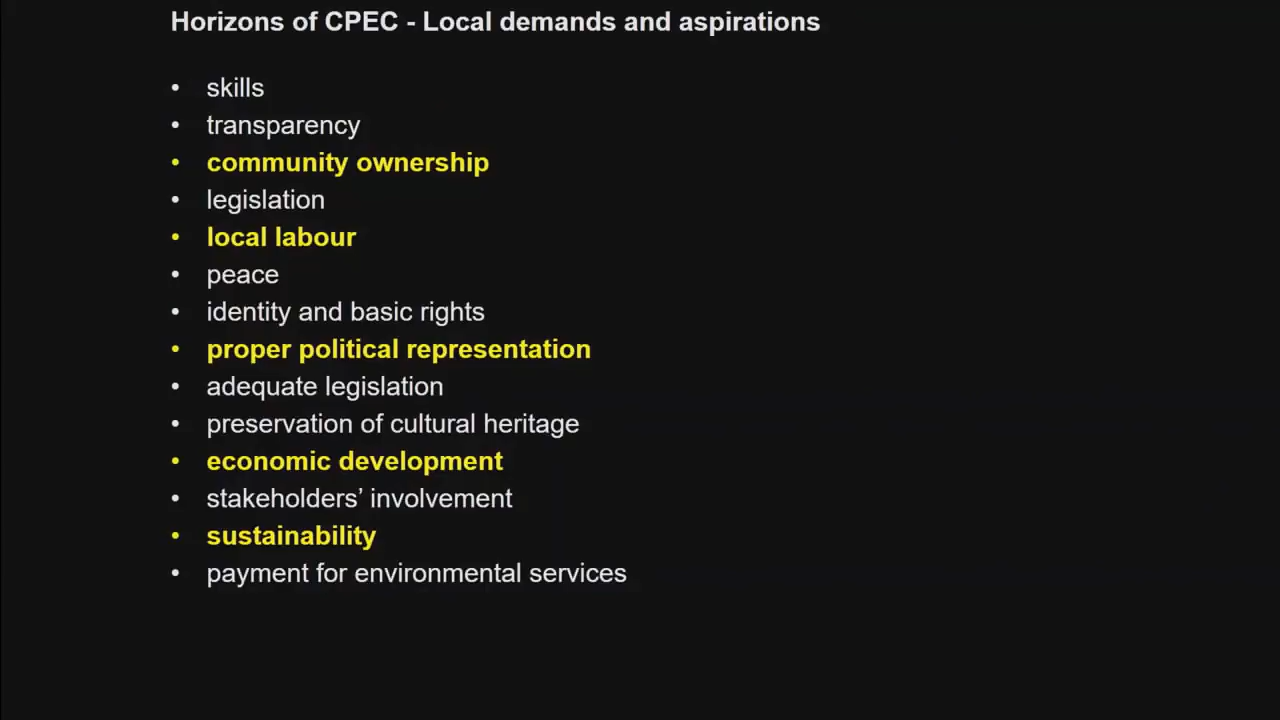 Horizons of CPEC - Local demands and aspirations
• skills
• transparency
• community ownership
• legislation
• local labour
• peace
• identity and basic rights
• proper political representation
• adequate legislation
• preservation of cultural heritage
• economic development
• stakeholders’ involvement
• sustainability
• payment for environmental services